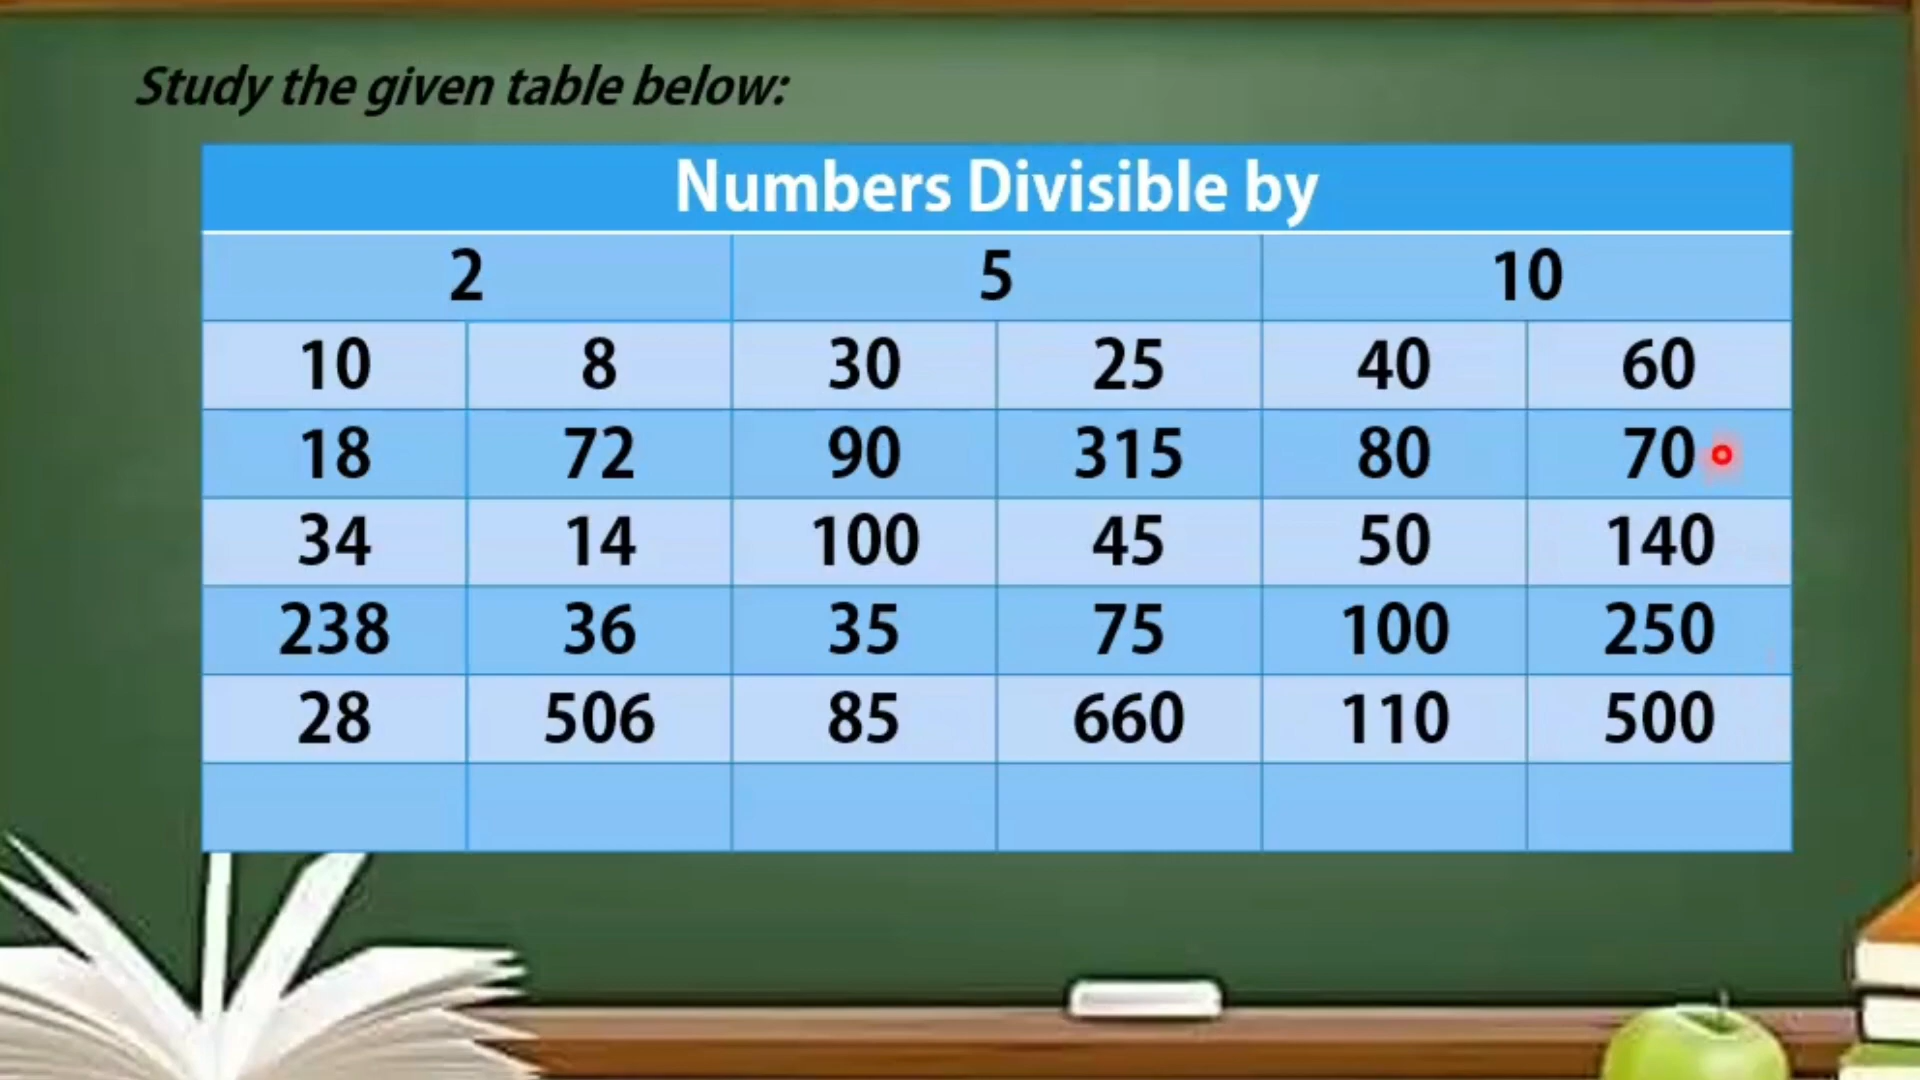 Study the given table below:
Numbers Divisible by
2 5 10
10 8 30 25 40 60
18 72 90 315 80 70
34 14 100 45 50 140
238 36 35 75 100 250
28 506 85 660 110 500